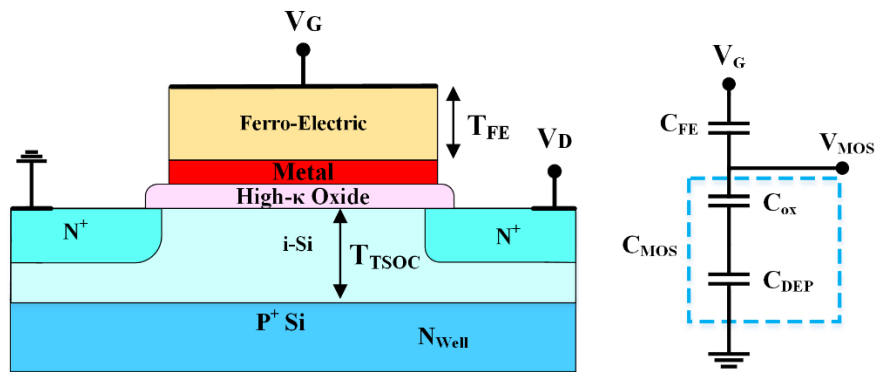 VG
Ferro-Electric
TFE
VD
Metal
High-κ Oxide
N+
i-Si
TTSOC
N+
P+ Si
NWell
VG
CFE
VMOS
Cox
CMOS
CDEP